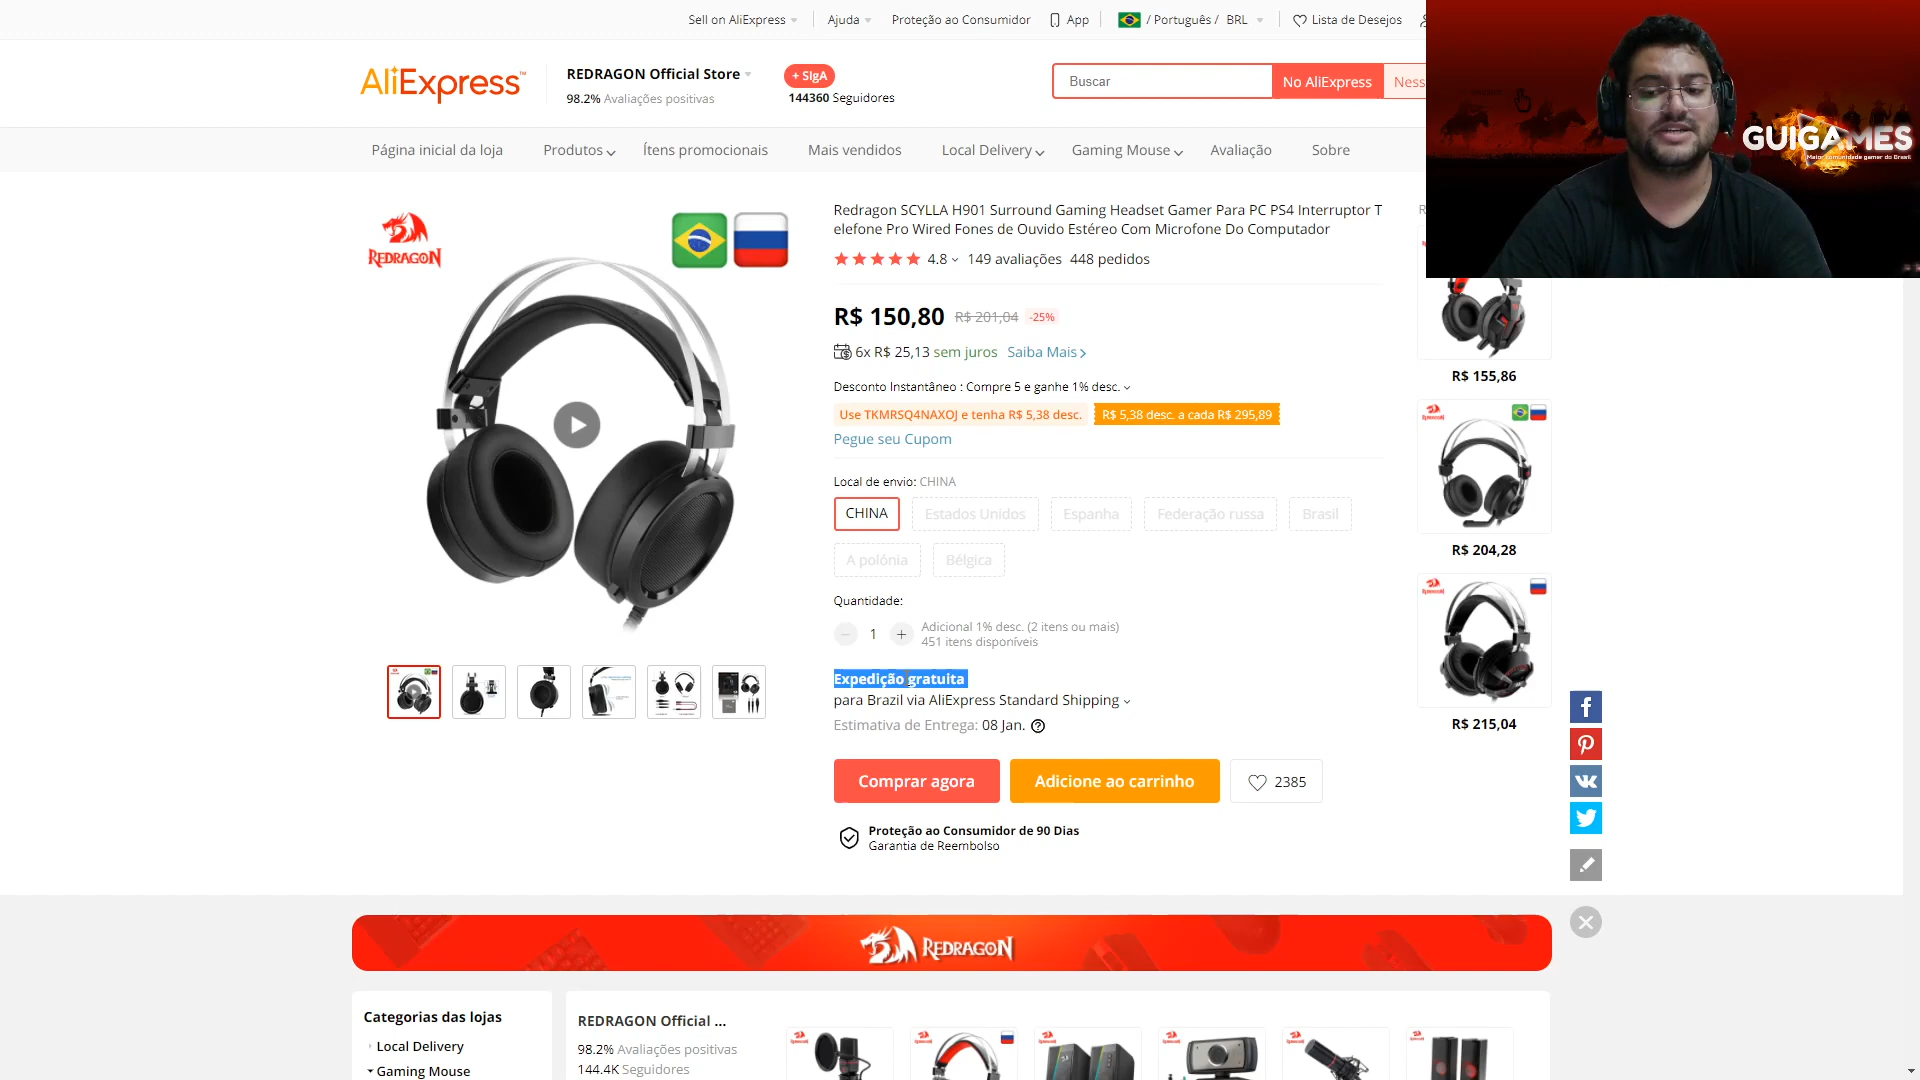 Sell on AliExpress
Ajuda
Proteção ao Consumidor
App
/ Português / BRL
Lista de Desejos
AliExpress™
REDRAGON Official Store
98.2% Avaliações positivas
+ SIgA
144360 Seguidores
Buscar
No AliExpress
Ness
GUIGAMES
Maior comunidade gamer do Brasil
Página inicial da loja
Produtos
Ítens promocionais
Mais vendidos
Local Delivery
Gaming Mouse
Avaliação
Sobre
REDRAGON
Redragon SCYLLA H901 Surround Gaming Headset Gamer Para PC PS4 Interruptor T
elefone Pro Wired Fones de Ouvido Estéreo Com Microfone Do Computador
4.8
149 avaliações
448 pedidos
R$ 150,80
R$ 201,04
-25%
6x R$ 25,13 sem juros
Saiba Mais
Desconto Instantâneo : Compre 5 e ganhe 1% desc.
Use TKMRSQ4NAXOJ e tenha R$ 5,38 desc.
R$ 5,38 desc. a cada R$ 295,89
Pegue seu Cupom
Local de envio: CHINA
CHINA
Estados Unidos
Espanha
Federação russa
Brasil
A polónia
Bélgica
Quantidade:
1
Adicional 1% desc. (2 itens ou mais)
451 itens disponíveis
Expedição gratuita
para Brazil via AliExpress Standard Shipping
Estimativa de Entrega: 08 Jan.
Comprar agora
Adicione ao carrinho
2385
Proteção ao Consumidor de 90 Dias
Garantia de Reembolso
R$ 155,86
R$ 204,28
R$ 215,04
REDRAGON
Categorias das lojas
Local Delivery
Gaming Mouse
REDRAGON Official ...
98.2% Avaliações positivas
144.4K Seguidores